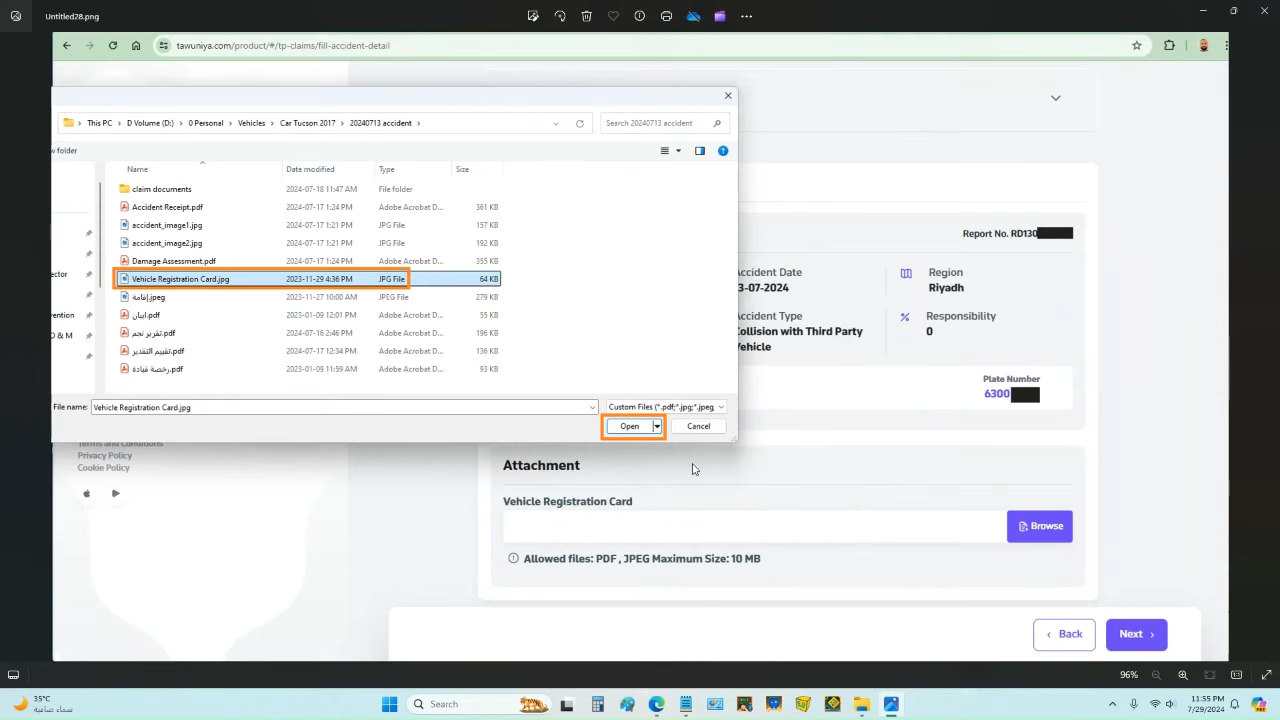 Untitled28.png
tawuniya.com/product/#/tp-claims/fill-accident-detail
This PC > D Volume (D:) > 0 Personal > Vehicles > Car Tucson 2017 > 20240713 accident >
Search 20240713 accident
w folder
Name Date modified Type Size
claim documents 2024-07-18 11:47 AM File folder
Accident Receipt.pdf 2024-07-17 1:24 PM Adobe Acrobat D... 361 KB
accident_image1.jpg 2024-07-17 1:21 PM JPG File 157 KB
accident_image2.jpg 2024-07-17 1:21 PM JPG File 192 KB
Damage Assessment.pdf 2024-07-17 1:24 PM Adobe Acrobat D... 355 KB
ector
Vehicle Registration Card.jpg 2023-11-29 4:36 PM JPG File 64 KB
إقامة.jpeg 2023-11-27 10:00 AM JPEG File 279 KB
vention
ايبان.pdf 2023-01-09 12:01 PM Adobe Acrobat D... 55 KB
O & M
تقرير نجم.pdf 2024-07-16 2:46 PM Adobe Acrobat D... 196 KB
تقييم التقدير.pdf 2024-07-17 12:34 PM Adobe Acrobat D... 136 KB
رخصة قيادة.pdf 2023-01-09 11:59 AM Adobe Acrobat D... 93 KB
File name: Vehicle Registration Card.jpg
Custom Files (*.pdf;*.jpg;*.jpeg,
Open
Cancel
Report No. RD130
Accident Date
3-07-2024
Region
Riyadh
Accident Type
Collision with Third Party
Vehicle
Responsibility
0
Plate Number
6300
Terms and Conditions
Privacy Policy
Cookie Policy
Attachment
Vehicle Registration Card
Browse
Allowed files: PDF , JPEG Maximum Size: 10 MB
Back
Next
96%
35°C
سماء صافية
Search
11:55 PM
7/29/2024